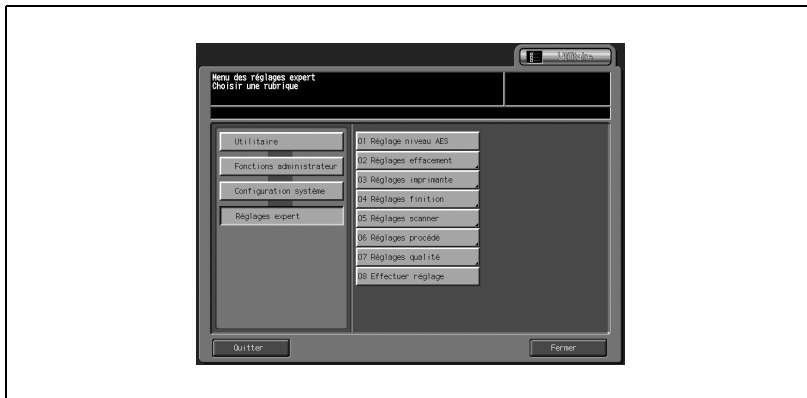 Utilitaire
Menu des réglages expert
Choisir une rubrique
Utilitaire
Fonctions administrateur
Configuration système
Réglages expert
01 Réglage niveau AES
02 Réglages effacement
03 Réglages imprimante
04 Réglages finition
05 Réglages scanner
06 Réglages procédé
07 Réglages qualité
08 Effectuer réglage
Quitter
Fermer